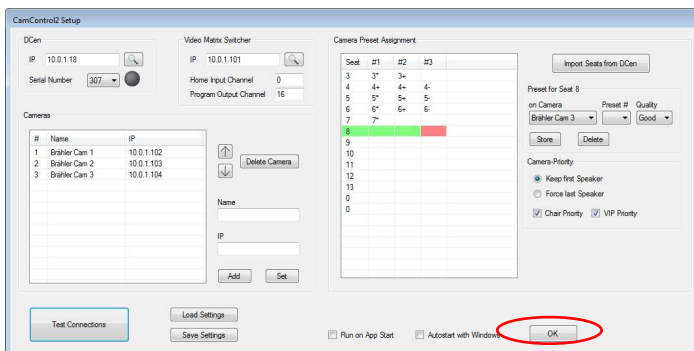 CamControl2 Setup
DCen
IP 10.0.1.18
Serial Number 307
Video Matrix Switcher
IP 10.0.1.101
Home Input Channel 0
Program Output Channel 16
Cameras
# Name IP
1 Brähler Cam 1 10.0.1.102
2 Brähler Cam 2 10.0.1.103
3 Brähler Cam 3 10.0.1.104
Delete Camera
Name
IP
Add Set
Camera Preset Assignment
Seat #1 #2 #3
3 3* 3+
4 4+ 4+ 4-
5 5* 5+ 5-
6 6* 6+ 6-
7 7*
8
9
10
11
12
13
0
0
Import Seats from DCen
Preset for Seat 8
on Camera Preset # Quality
Brähler Cam 3 Good
Store Delete
Camera-Priority
Keep first Speaker
Force last Speaker
Chair Priority VIP Priority
Test Connections
Load Settings
Save Settings
Run on App Start Autostart with Windows OK